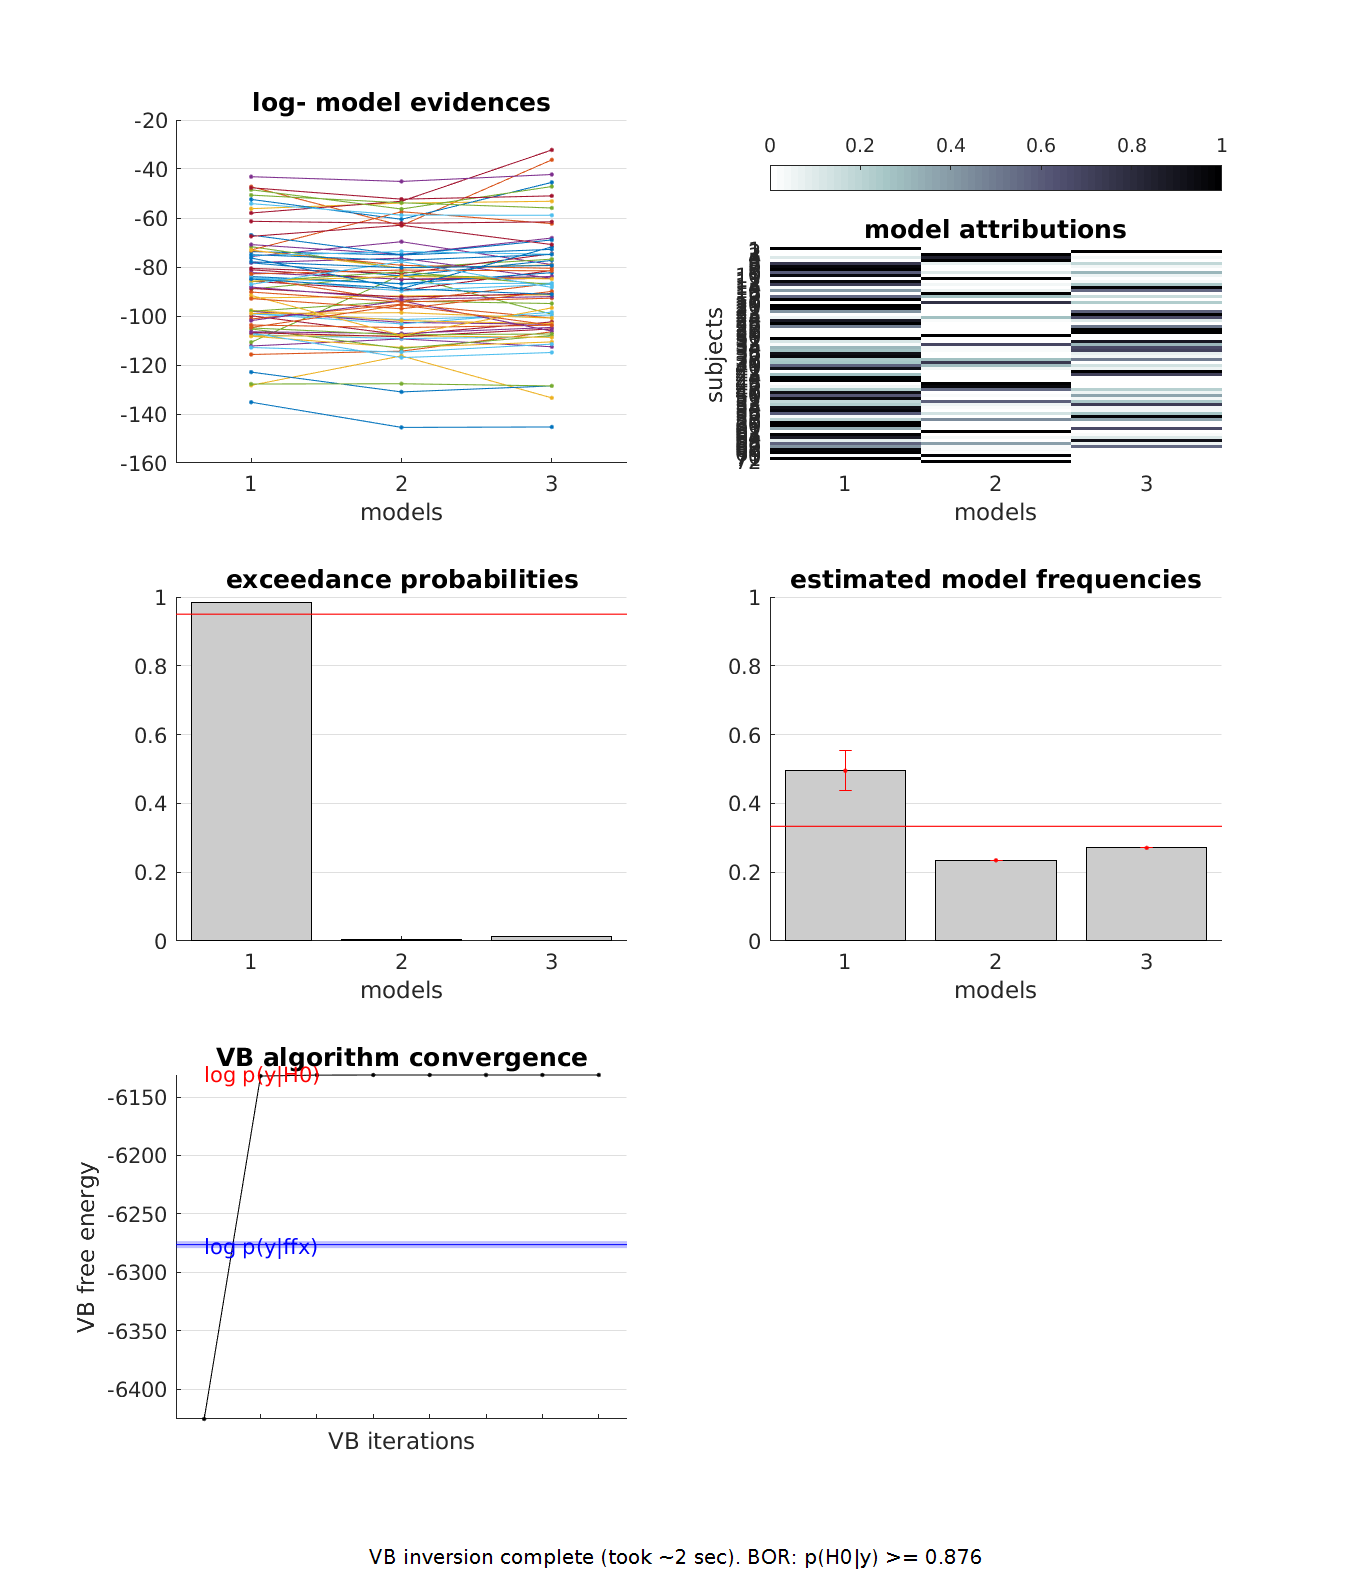 log- model evidences
-20
-40
-60
-80
-100
-120
-140
-160
1 2 3
models
0 0.2 0.4 0.6 0.8 1
model attributions
subjects
1 2 3
models
exceedance probabilities
1
0.8
0.6
0.4
0.2
0
1 2 3
models
estimated model frequencies
1
0.8
0.6
0.4
0.2
0
1 2 3
models
VB algorithm convergence
log p(y|H0)
-6150
-6200
-6250
log p(y|ffx)
-6300
-6350
-6400
VB free energy
VB iterations
VB inversion complete (took ~2 sec). BOR: p(H0|y) >= 0.876